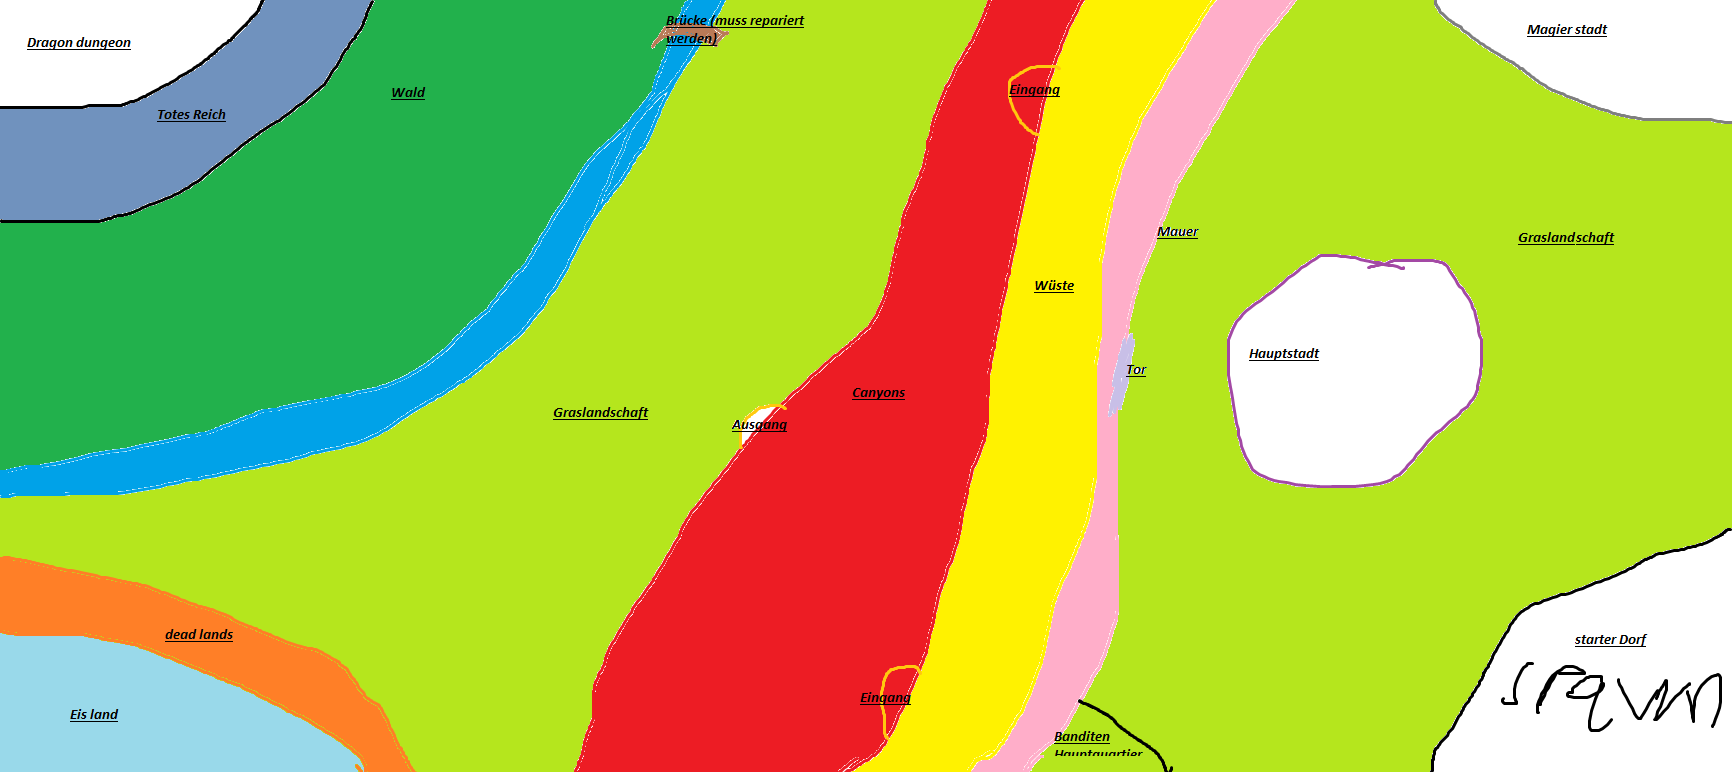 Brücke (muss repariert
werden)
Magier stadt
Dragon dungeon
Eingang
Wald
Totes Reich
Mauer
Graslandschaft
Wüste
Hauptstadt
Tor
Canyons
Graslandschaft
Ausgang
dead lands
starter Dorf
Eingang
Eis land
Banditen
Hauptquartier